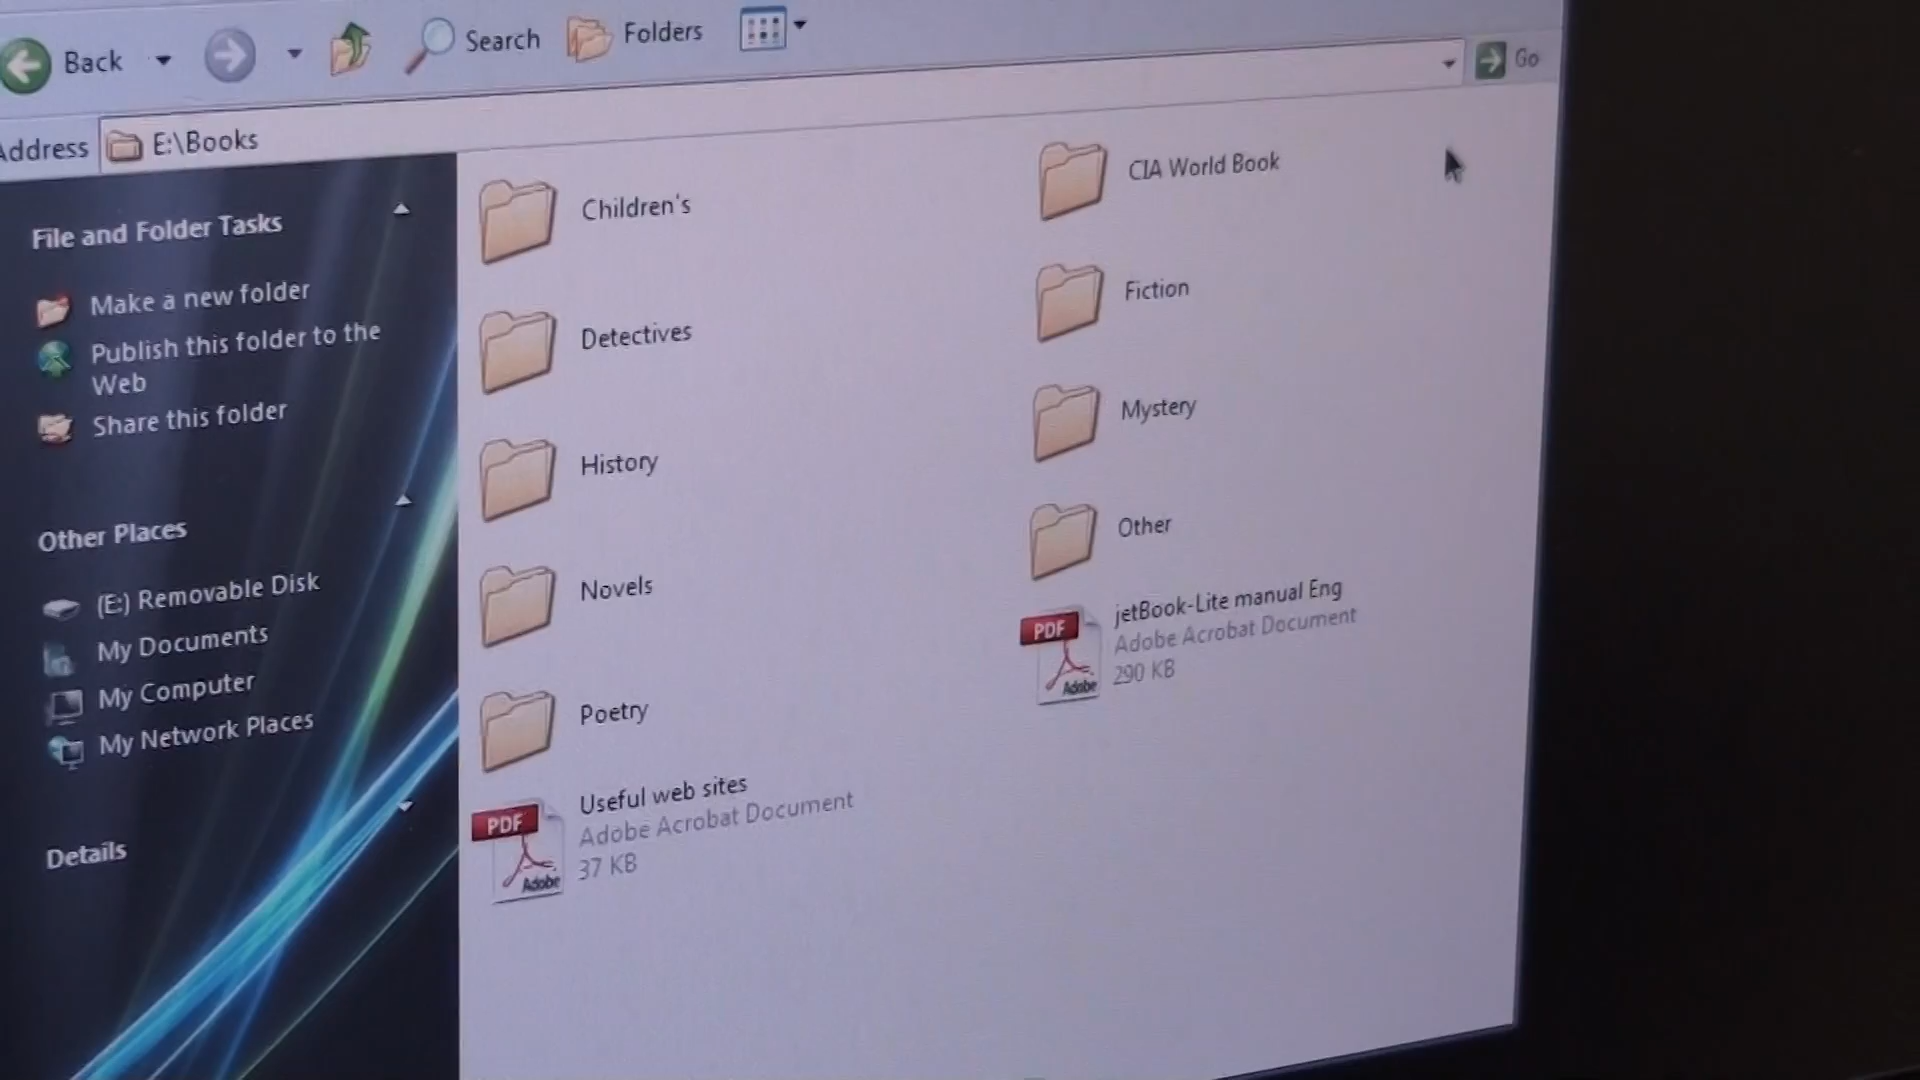 Back
Search
Folders
Go
Address
E:\Books
File and Folder Tasks
Make a new folder
Publish this folder to the
Web
Share this folder
Other Places
(E:) Removable Disk
My Documents
My Computer
My Network Places
Details
Children's
CIA World Book
Detectives
Fiction
History
Mystery
Novels
Other
Poetry
PDF
Adobe
jetBook-Lite manual Eng
Adobe Acrobat Document
290 KB
PDF
Adobe
Useful web sites
Adobe Acrobat Document
37 KB